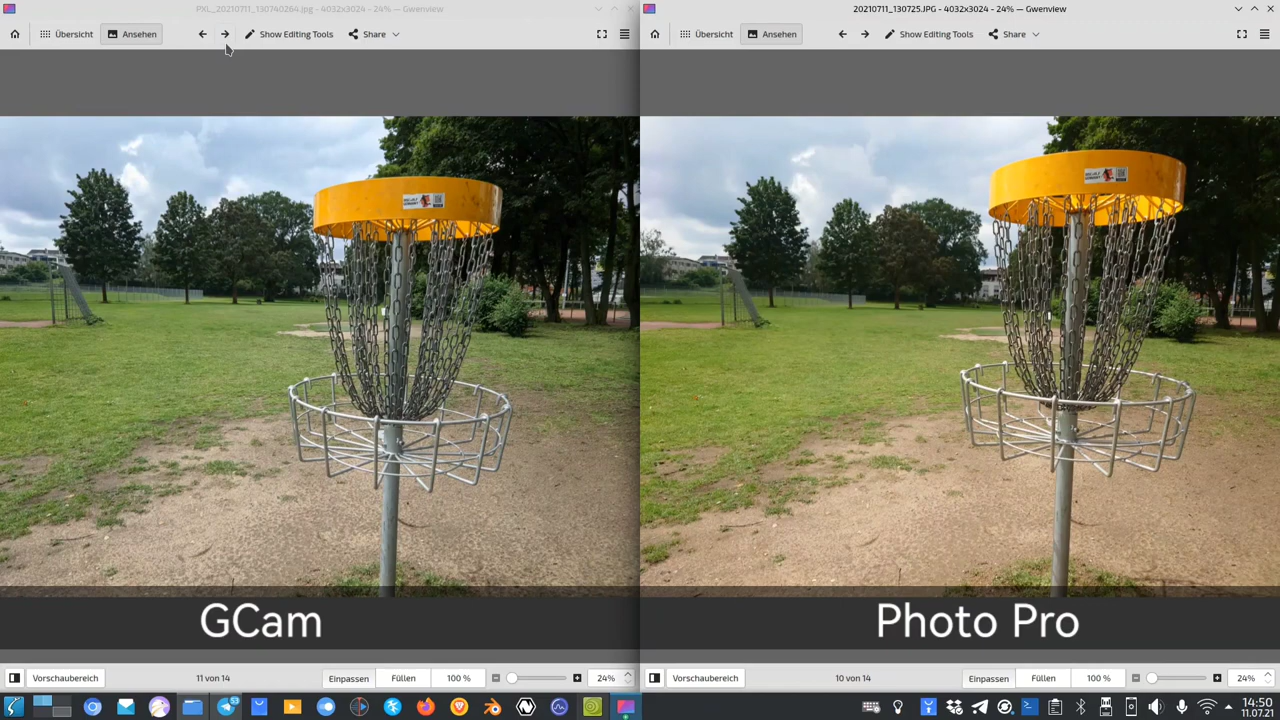 PXL_20210711_130740264.jpg - 4032x3024 - 24% — Gwenview
Übersicht
Ansehen
Show Editing Tools
Share
GCam
Vorschaubereich
11 von 14
Einpassen
Füllen
100 %
24%
20210711_130725.JPG - 4032x3024 - 24% — Gwenview
Übersicht
Ansehen
Show Editing Tools
Share
Photo Pro
Vorschaubereich
10 von 14
Einpassen
Füllen
100 %
24%
14:50
11.07.21